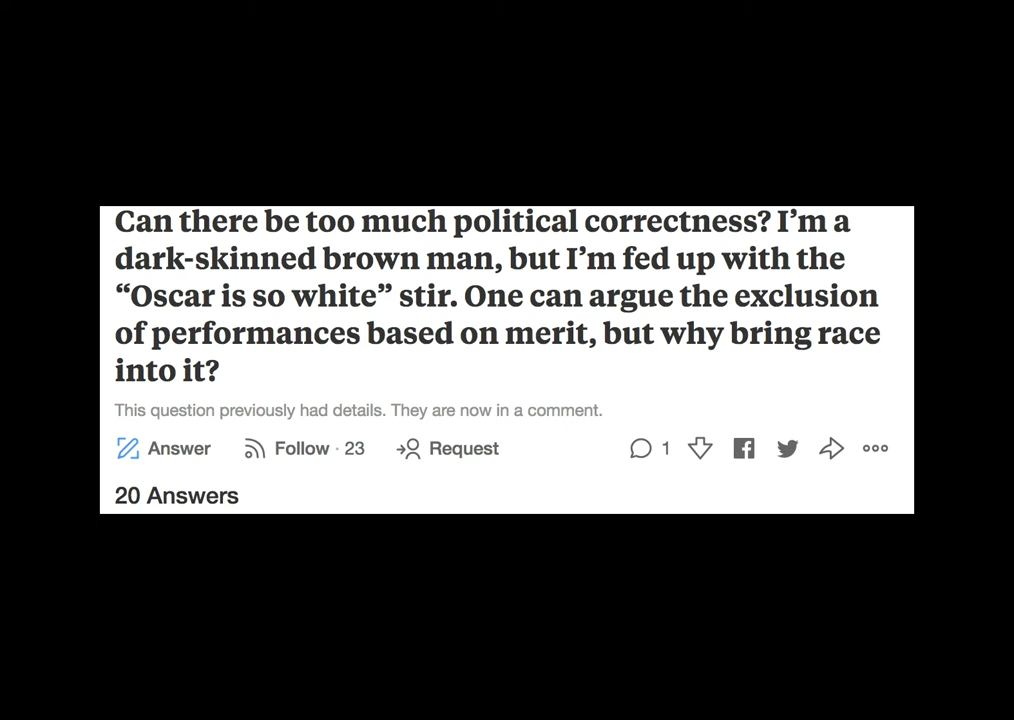 Can there be too much political correctness? I’m a
dark-skinned brown man, but I’m fed up with the
“Oscar is so white” stir. One can argue the exclusion
of performances based on merit, but why bring race
into it?
This question previously had details. They are now in a comment.
Answer Follow · 23 Request 1
20 Answers